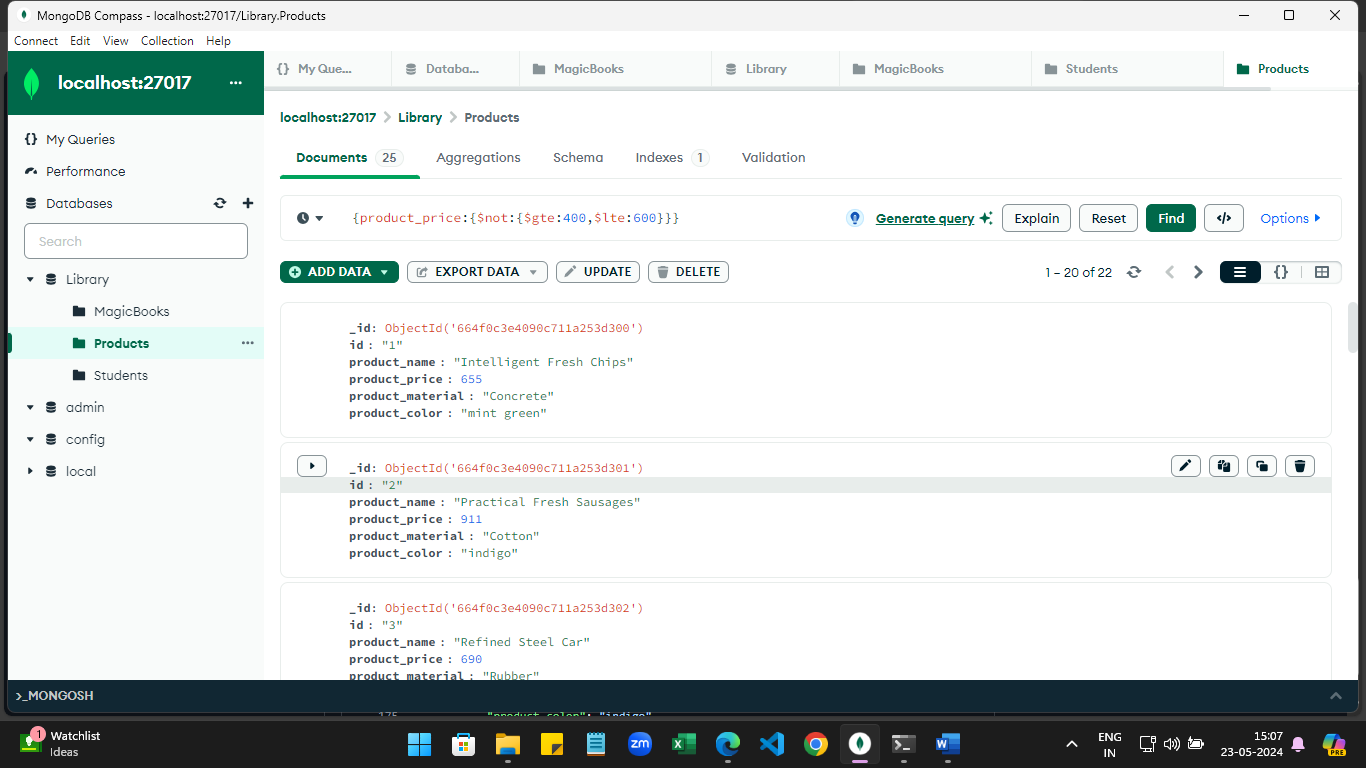 MongoDB Compass - localhost:27017/Library.Products
Connect Edit View Collection Help
localhost:27017 ...
{} My Que... Databa... MagicBooks Library MagicBooks Students Products
My Queries
Performance
Databases
Search
Library
MagicBooks
Products
Students
admin
config
local
localhost:27017 > Library > Products
Documents 25 Aggregations Schema Indexes 1 Validation
{product_price:{$not:{$gte:400,$lte:600}}}
Generate query Explain Reset Find </> Options
ADD DATA EXPORT DATA UPDATE DELETE
1 – 20 of 22
{}
_id: ObjectId('664f0c3e4090c711a253d300')
id : "1"
product_name : "Intelligent Fresh Chips"
product_price : 655
product_material : "Concrete"
product_color : "mint green"
_id: ObjectId('664f0c3e4090c711a253d301')
id : "2"
product_name : "Practical Fresh Sausages"
product_price : 911
product_material : "Cotton"
product_color : "indigo"
_id: ObjectId('664f0c3e4090c711a253d302')
id : "3"
product_name : "Refined Steel Car"
product_price : 690
product_material : "Rubber"
>_MONGOSH
175 "product_color": "indigo"
1 Watchlist
Ideas
zm
ENG
IN
15:07
23-05-2024
PRE